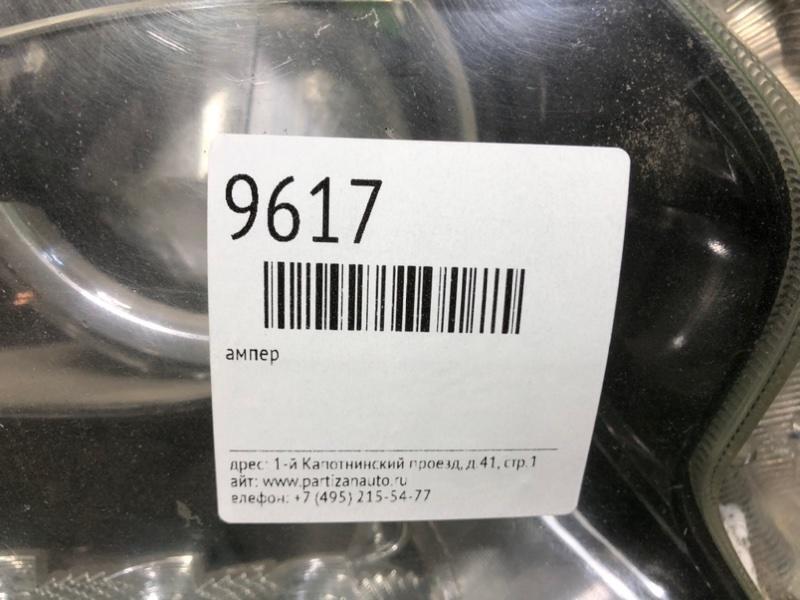 9617
ампер
дрес: 1-й Капотнинский проезд, д.41, стр.1
айт: www.partizanauto.ru
елефон: +7 (495) 215-54-77